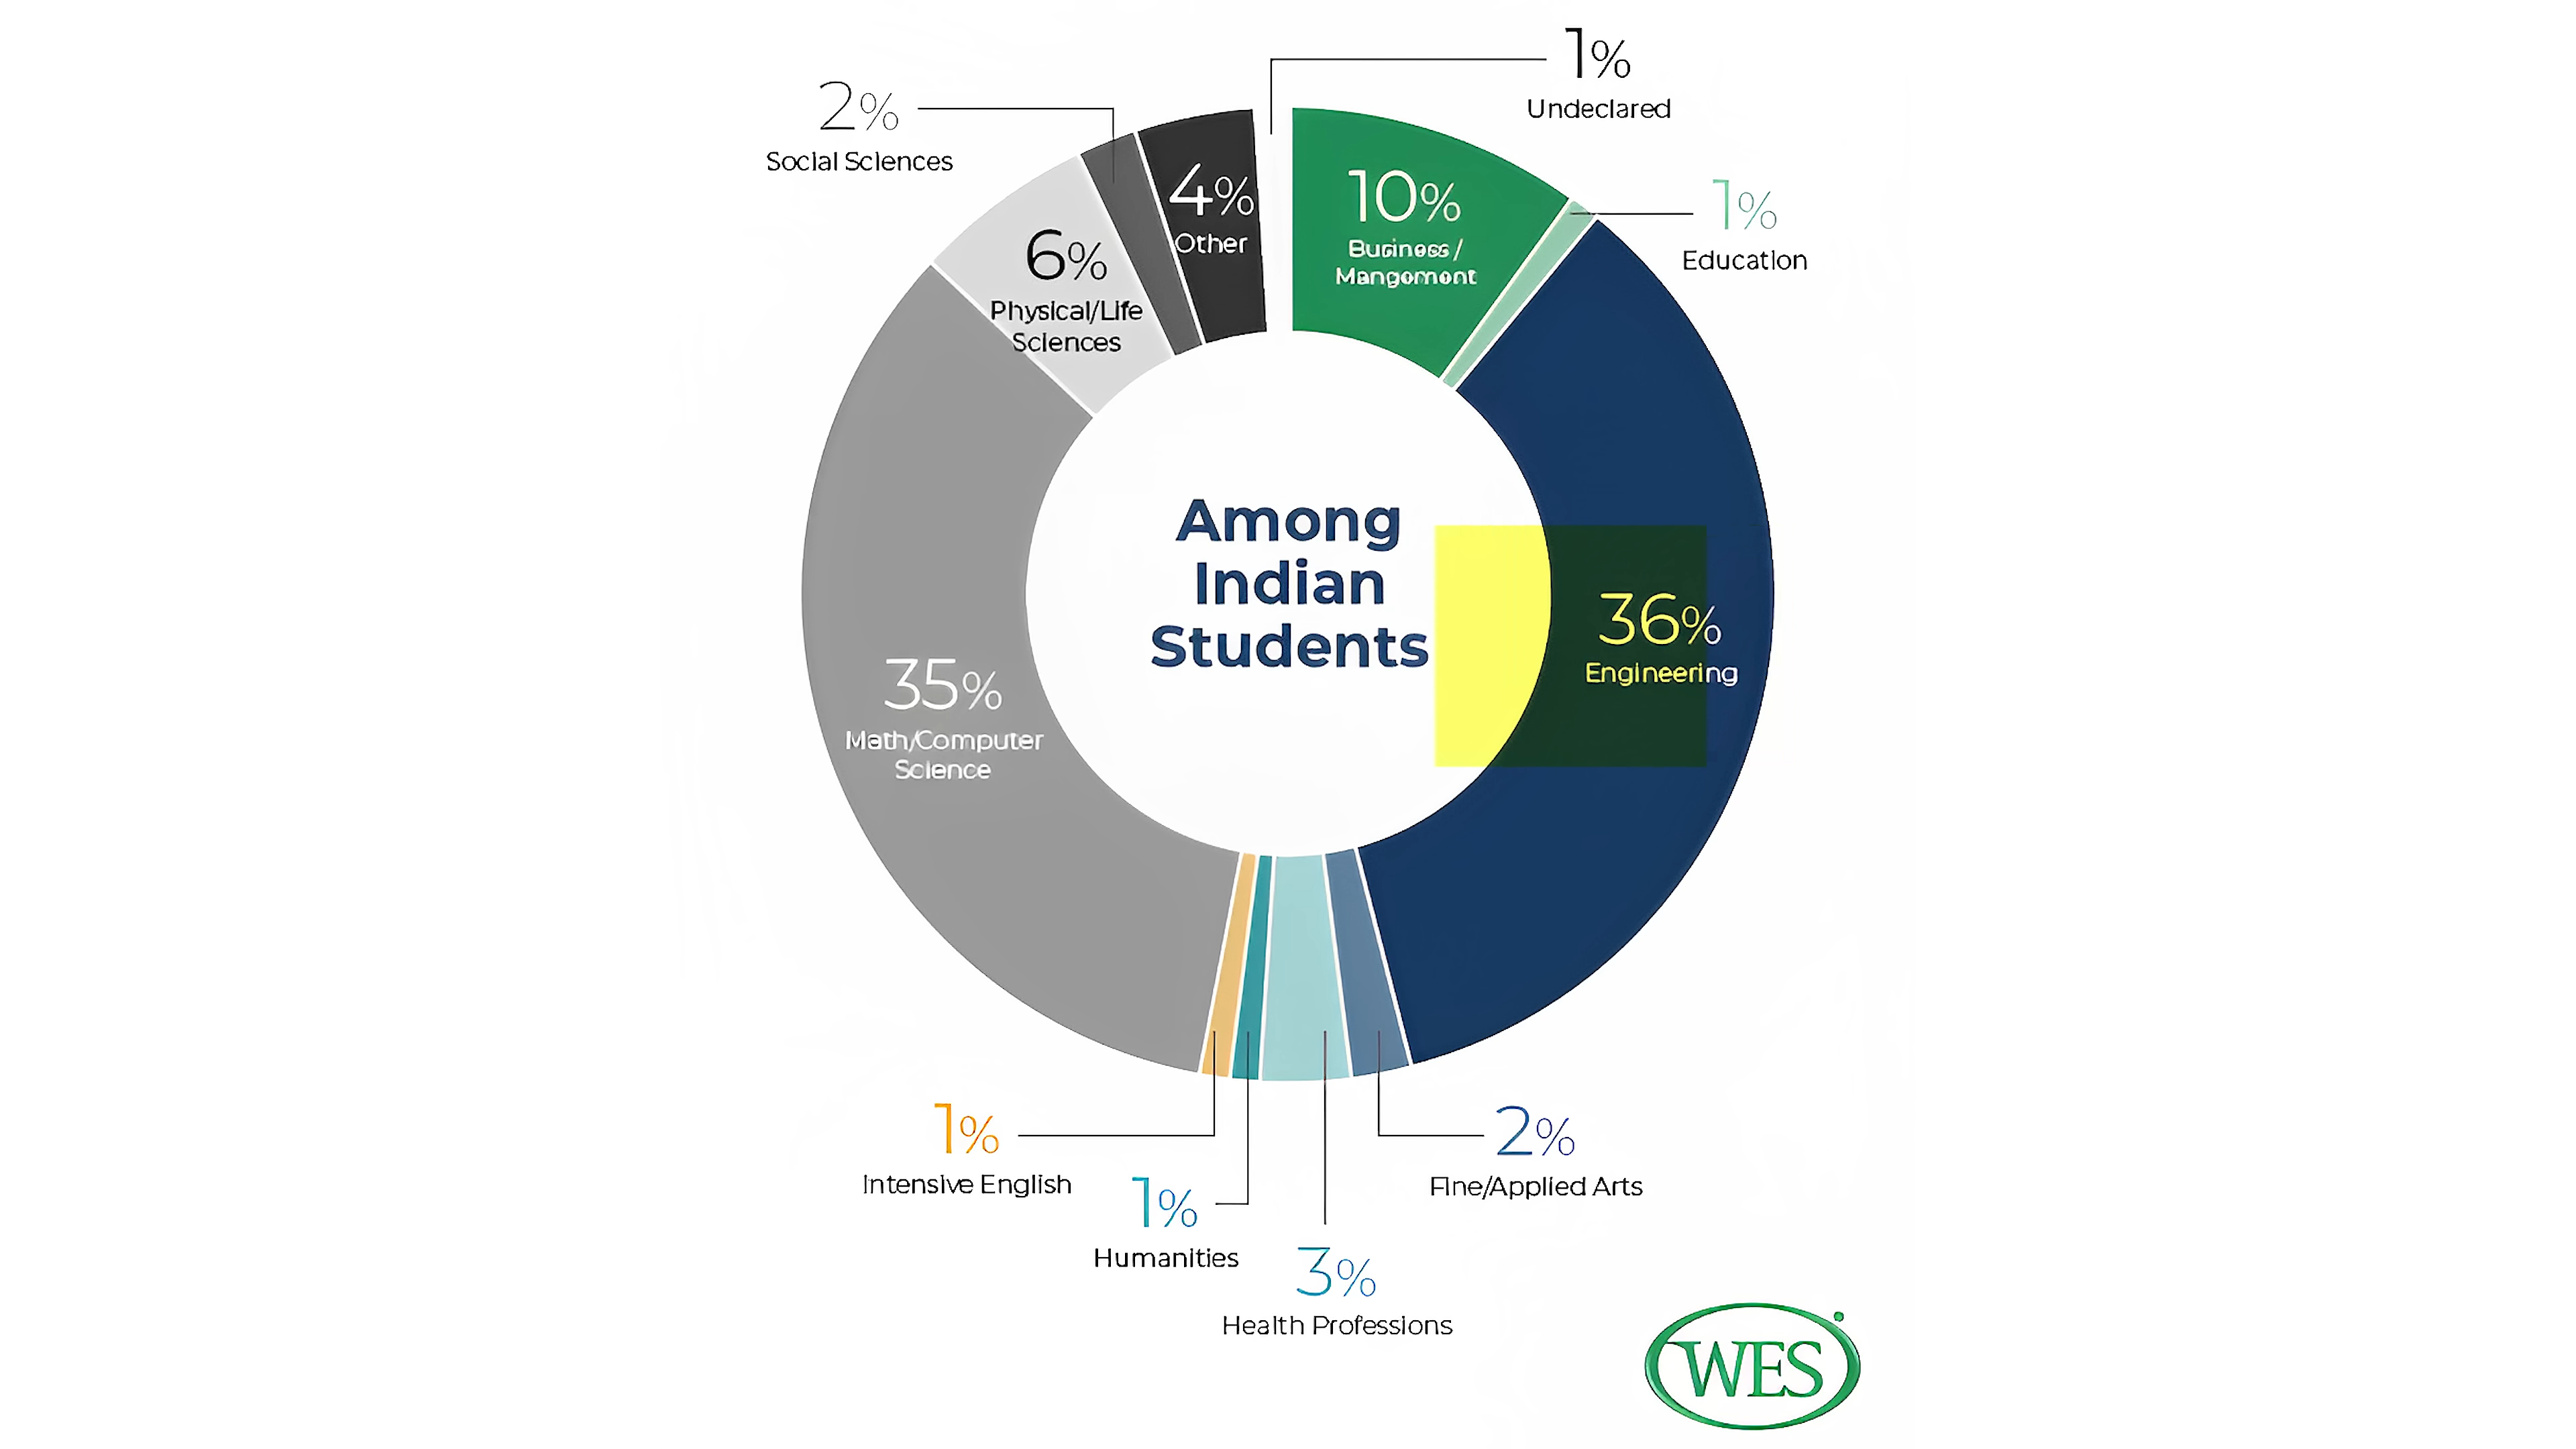 1%
Undeclared
2%
Social Sciences
4%
Other
10%
Business/
Mangement
1%
Education
6%
Physical/Life
Sciences
Among
Indian
Students
36%
Engineering
35%
Math/Computer
Science
1%
Intensive English
2%
Fine/Applied Arts
1%
Humanities
3%
Health Professions
WES